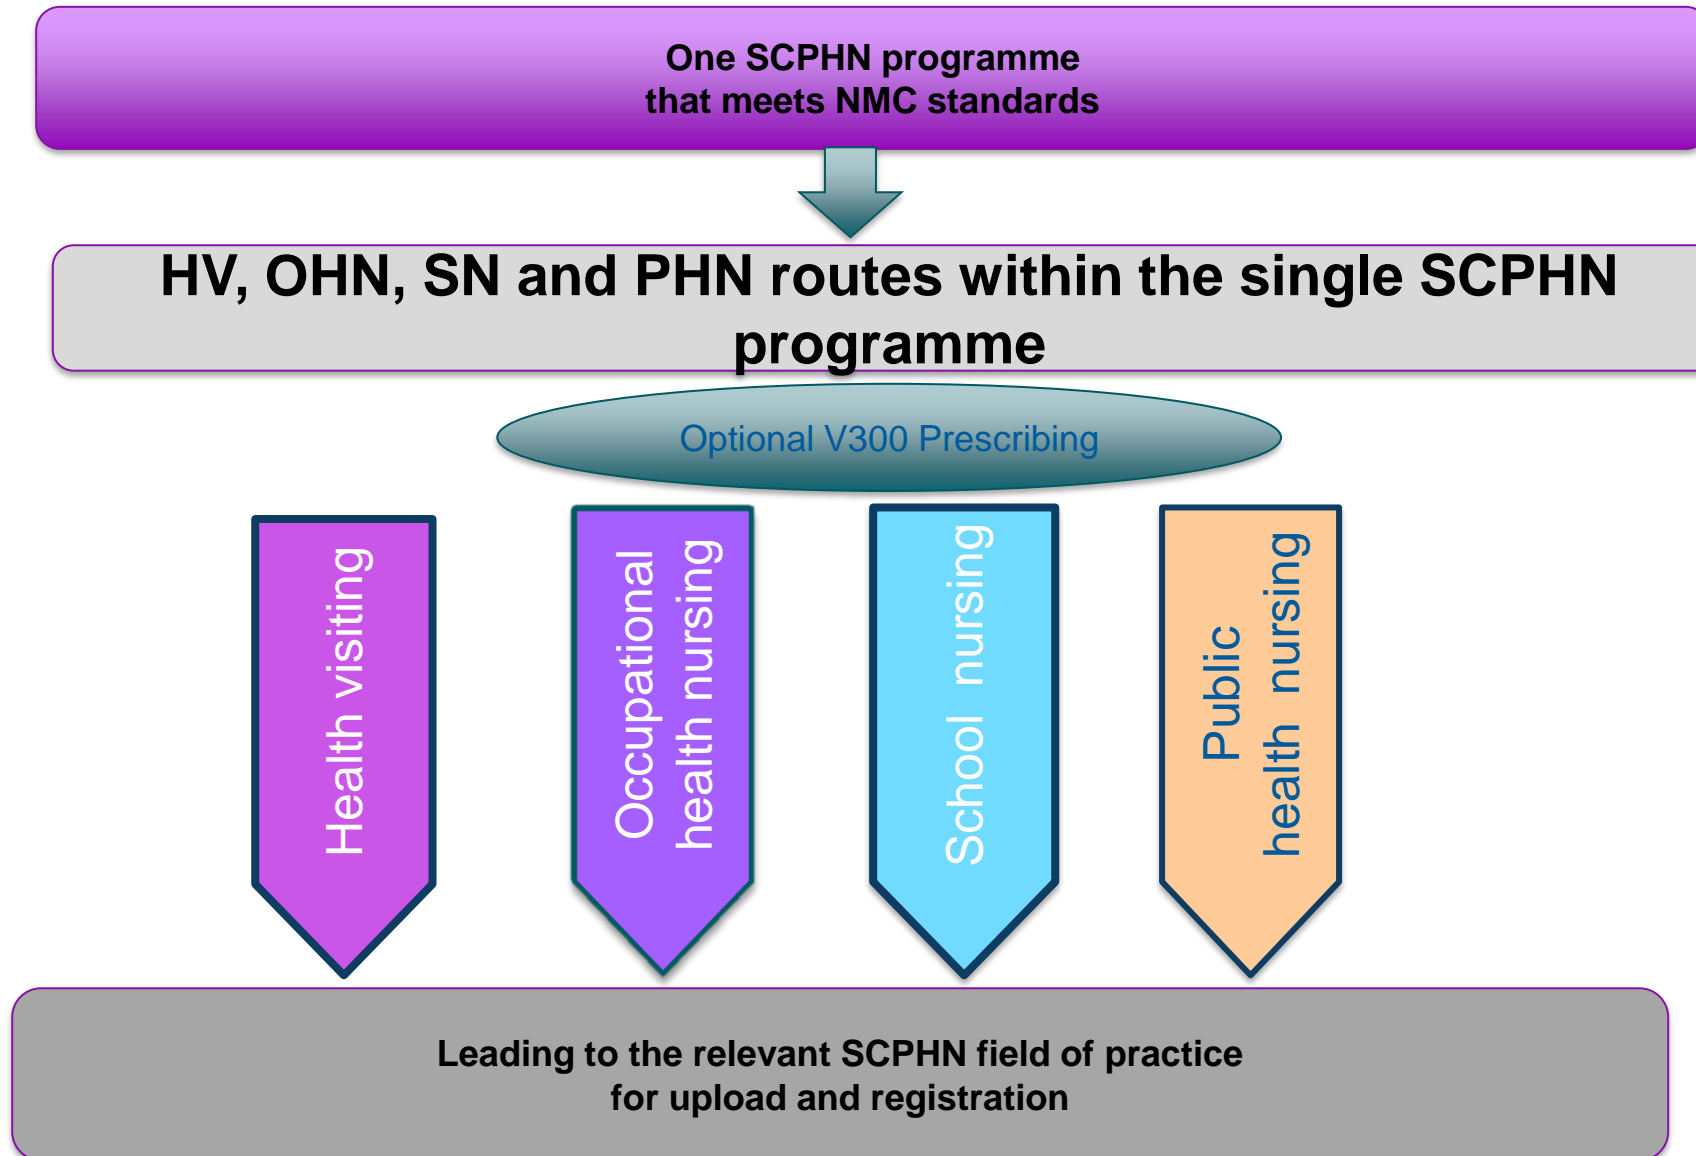 One SCPHN programme
that meets NMC standards
HV, OHN, SN and PHN routes within the single SCPHN
programme
Optional V300 Prescribing
Health visiting
Occupational
health nursing
School nursing
Public
health nursing
Leading to the relevant SCPHN field of practice
for upload and registration